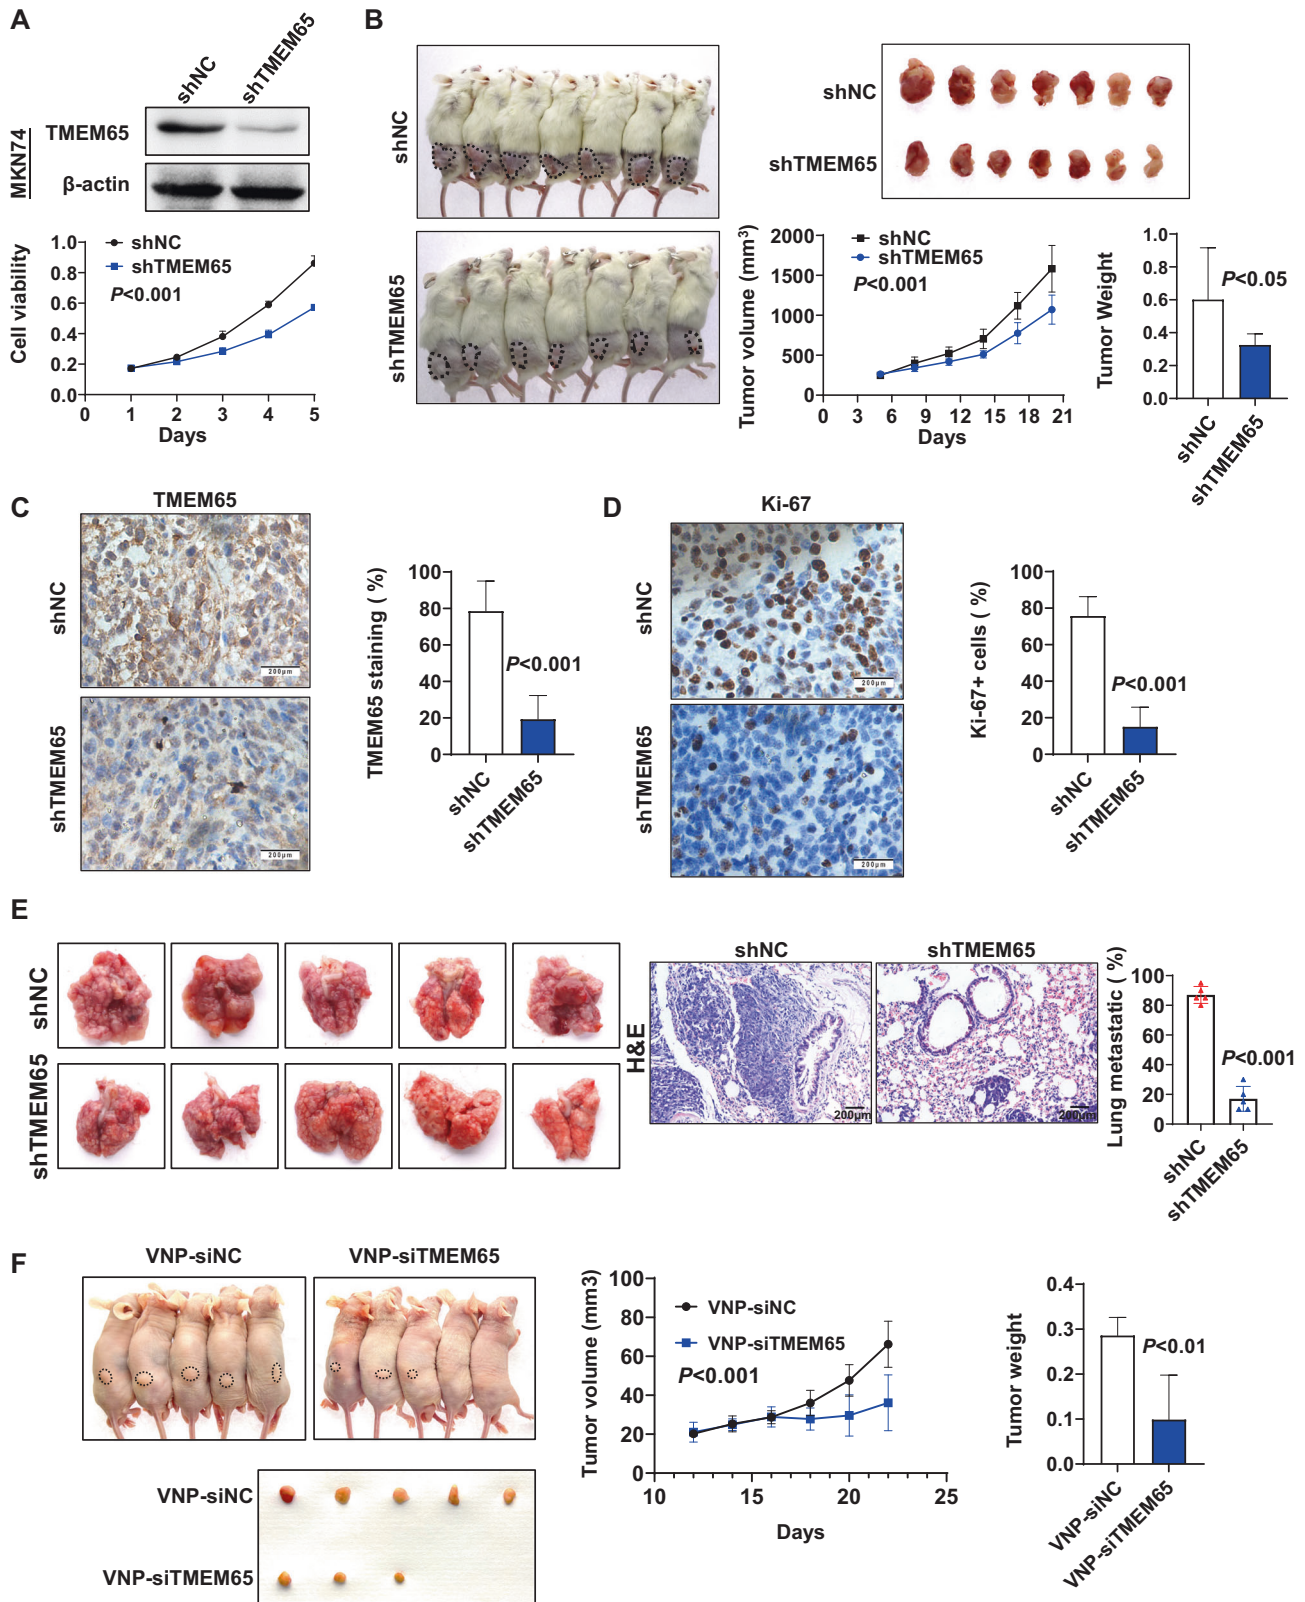 A
shNC
shTMEM65
MKN74
TMEM65
β-actin
Cell viability
1.0
0.8
0.6
0.4
0.2
0.0
shNC
shTMEM65
P<0.001
0 1 2 3 4 5
Days
B
shNC
shTMEM65
shNC
shTMEM65
Tumor volume (mm³)
2000
1500
1000
500
0
shNC
shTMEM65
P<0.001
0 3 6 9 12 15 18 21
Days
Tumor Weight
1.0
0.8
0.6
0.4
0.2
0.0
P<0.05
shNC
shTMEM65
C
TMEM65
shNC
200μm
shTMEM65
200μm
TMEM65 staining ( %)
100
80
60
40
20
0
P<0.001
shNC
shTMEM65
D
Ki-67
shNC
200μm
shTMEM65
200μm
Ki-67+ cells ( %)
100
80
60
40
20
0
P<0.001
shNC
shTMEM65
E
shNC
shTMEM65
H&E
shNC
shTMEM65
200μm
200μm
Lung metastatic ( %)
100
80
60
40
20
0
P<0.001
shNC
shTMEM65
F
VNP-siNC
VNP-siTMEM65
VNP-siNC
VNP-siTMEM65
Tumor volume (mm3)
100
80
60
40
20
0
VNP-siNC
VNP-siTMEM65
P<0.001
10 15 20 25
Days
Tumor weight
0.4
0.3
0.2
0.1
0.0
P<0.01
VNP-siNC
VNP-siTMEM65